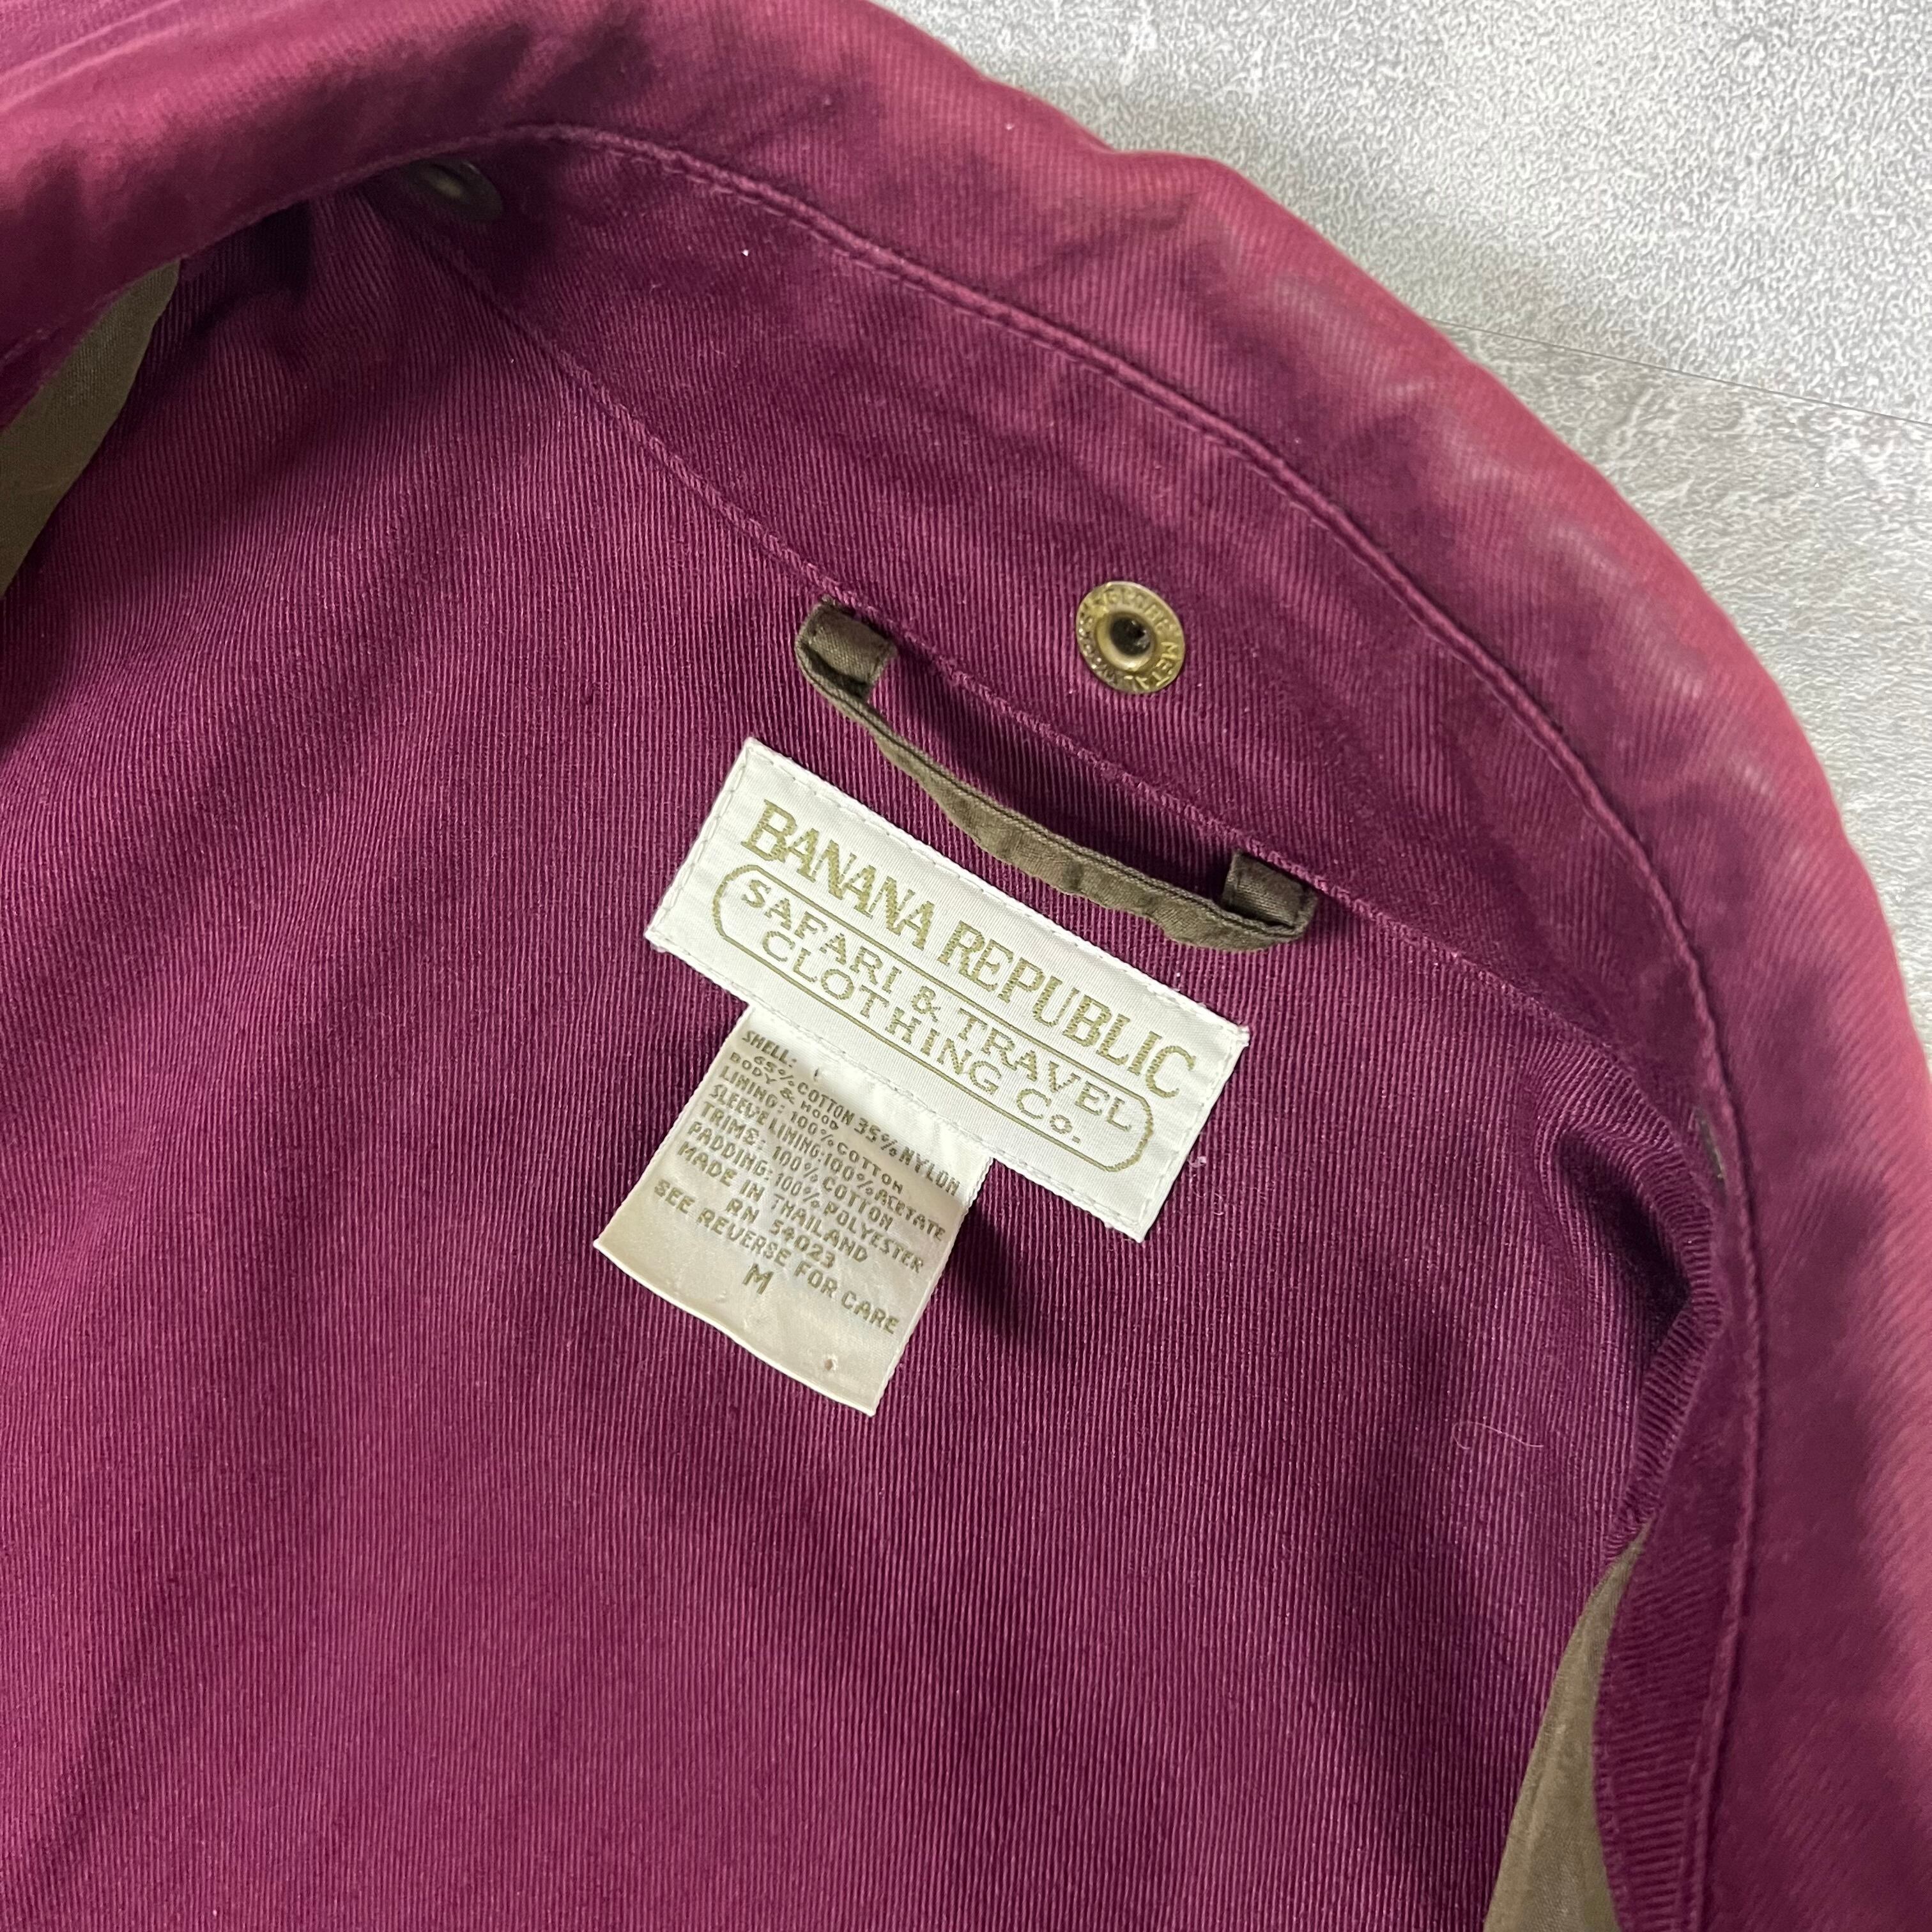 BANANA REPUBLIC
SAFARI & TRAVEL
CLOTHING Co.
SHELL:
65% COTTON 35% NYLON
BODY & HOOD
LINING: 100% COTTON
SLEEVE LINING: 100% ACETATE
TRIMS: 100% COTTON
PADDING: 100% POLYESTER
MADE IN THAILAND
RN 54023
SEE REVERSE FOR CARE
M
METAL